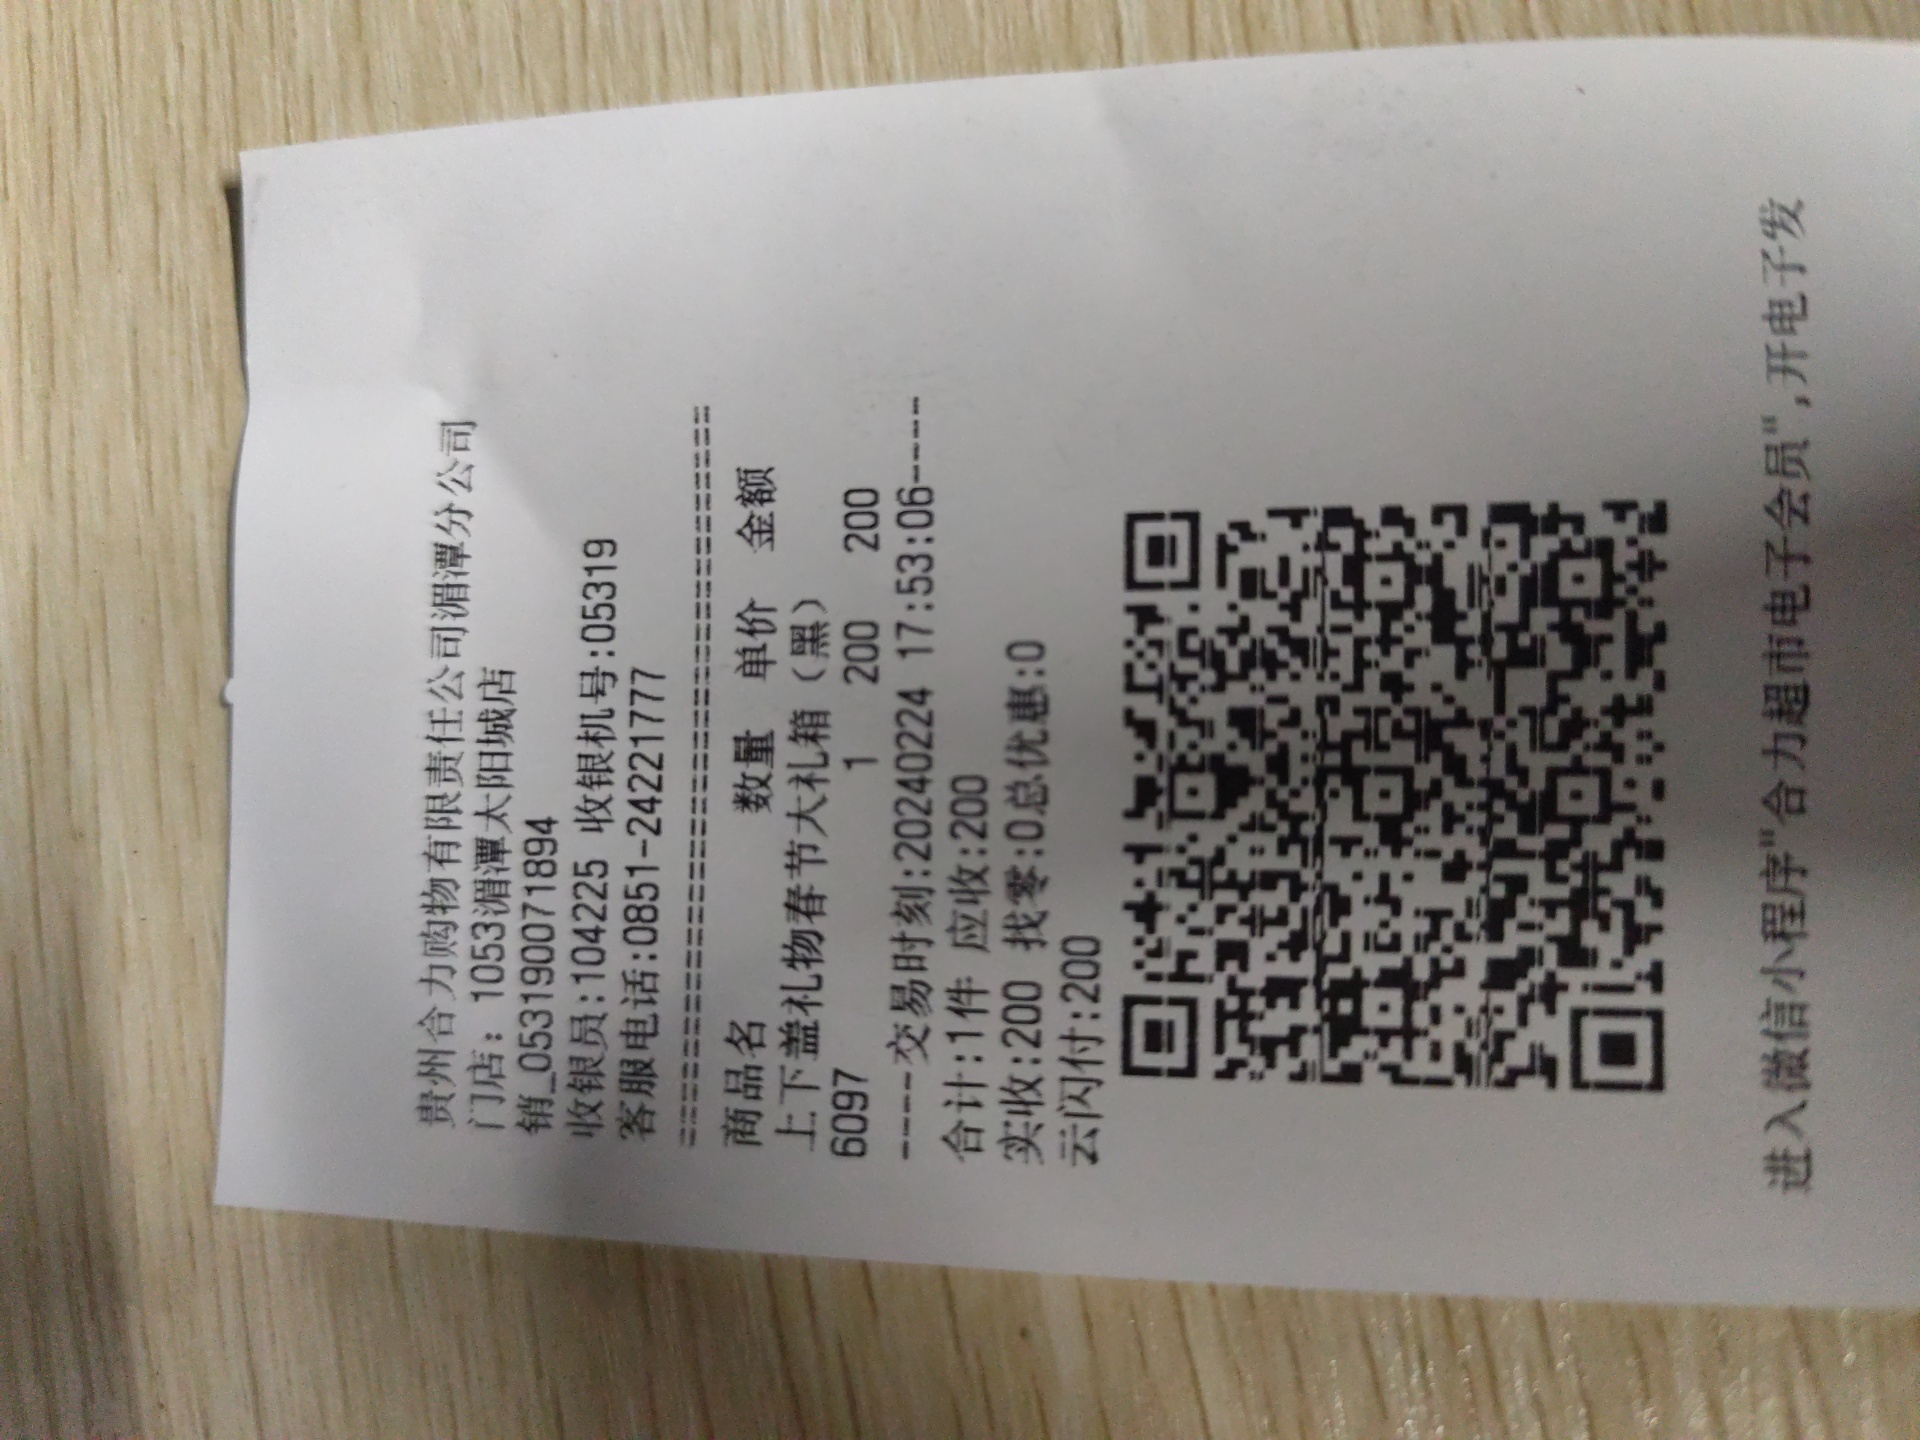 贵州合力购物有限责任公司湄潭分公司
门店: 1053湄潭太阳城店
销_053190071894
收银员:104225 收银机号:05319
客服电话:0851-24221777
======================================
商品名 数量 单价 金额
上下盖礼物春节大礼箱（黑）
6097 1 200 200
----交易时刻:20240224 17:53:06----
合计:1件 应收:200
实收:200 找零:0总优惠:0
云闪付:200
进入微信小程序"合力超市电子会员",开电子发